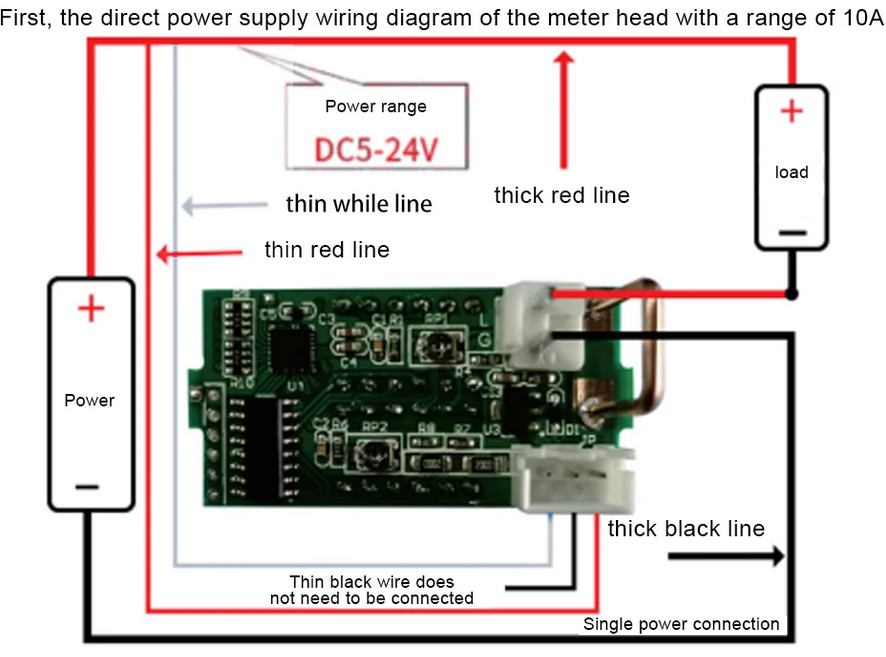 First, the direct power supply wiring diagram of the meter head with a range of 10A
Power range
DC5-24V
thin while line
thick red line
thin red line
+
load
−
+
Power
−
C5
C3
C1
R1
RP1
L
G
C4
R4
R10
U1
C2
R6
RP2
R8
R7
U3
D1
JP
thick black line
Thin black wire does
not need to be connected
Single power connection